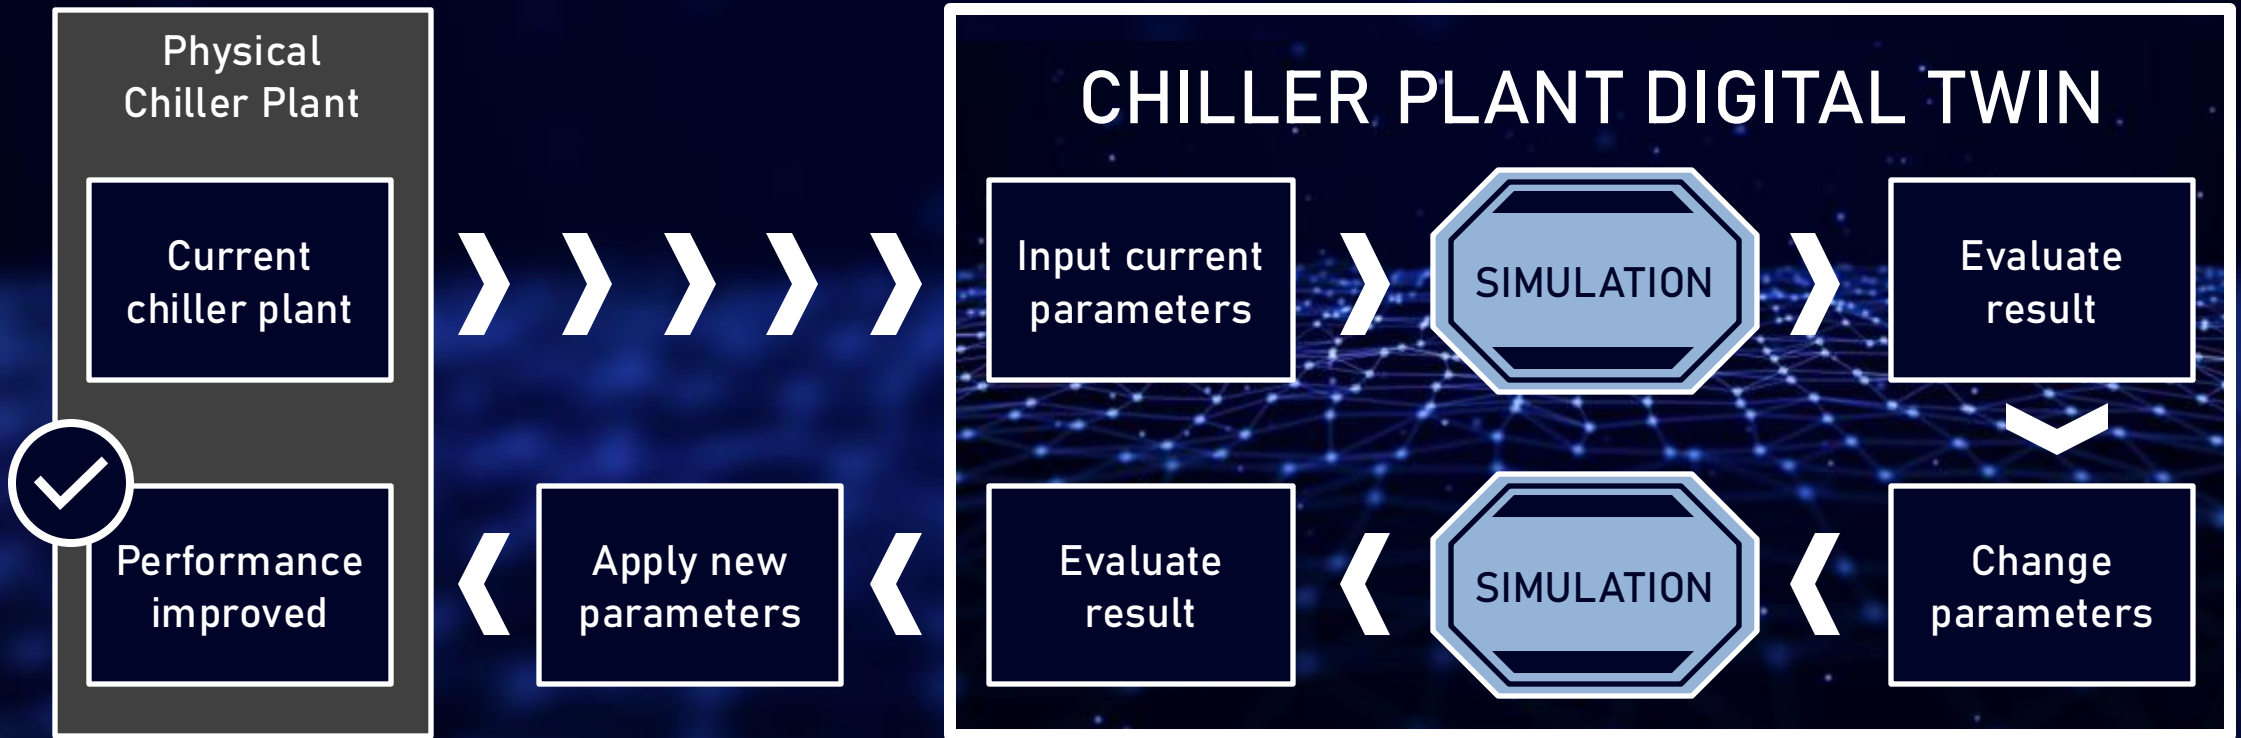 Physical
Chiller Plant
CHILLER PLANT DIGITAL TWIN
Current
chiller plant
Input current
parameters
SIMULATION
Evaluate
result
Performance
improved
Apply new
parameters
Evaluate
result
SIMULATION
Change
parameters